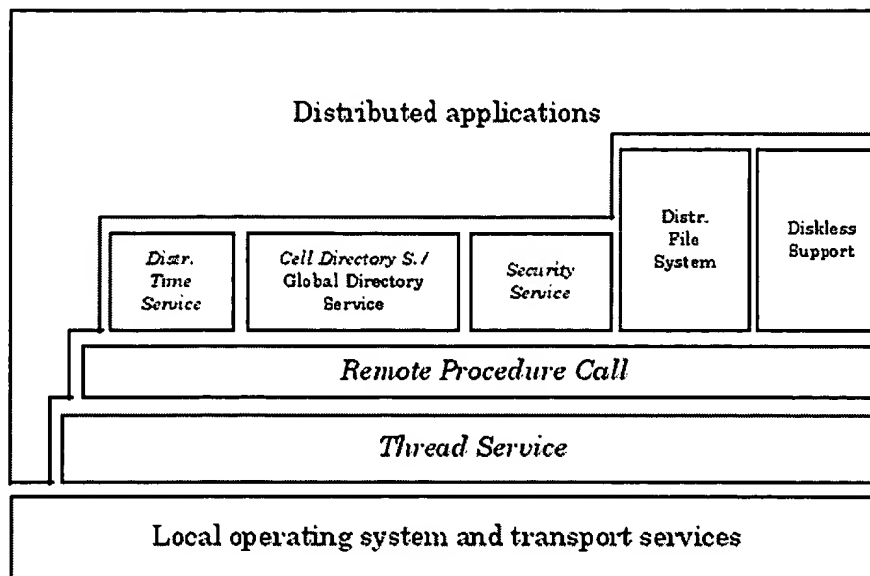 Distributed applications
Distr.
File
System
Diskless
Support
Distr.
Time
Service
Cell Directory S. /
Global Directory
Service
Security
Service
Remote Procedure Call
Thread Service
Local operating system and transport services